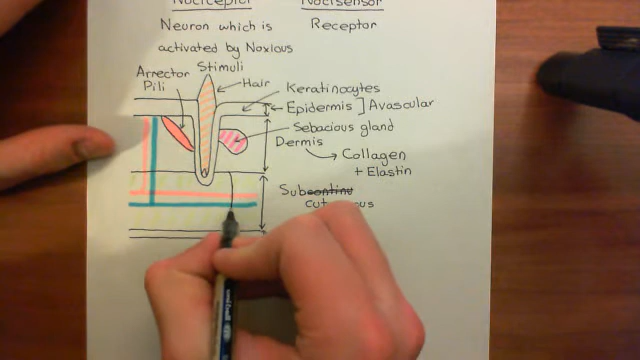 Nociceptor Nocisensor
Neuron which is Receptor
activated by Noxious
Stimuli
Arrector
Pili
Hair
Keratinocytes
Epidermis ] Avascular
Sebacious gland
Dermis
Collagen
+ Elastin
Subcontinu
cutaneous